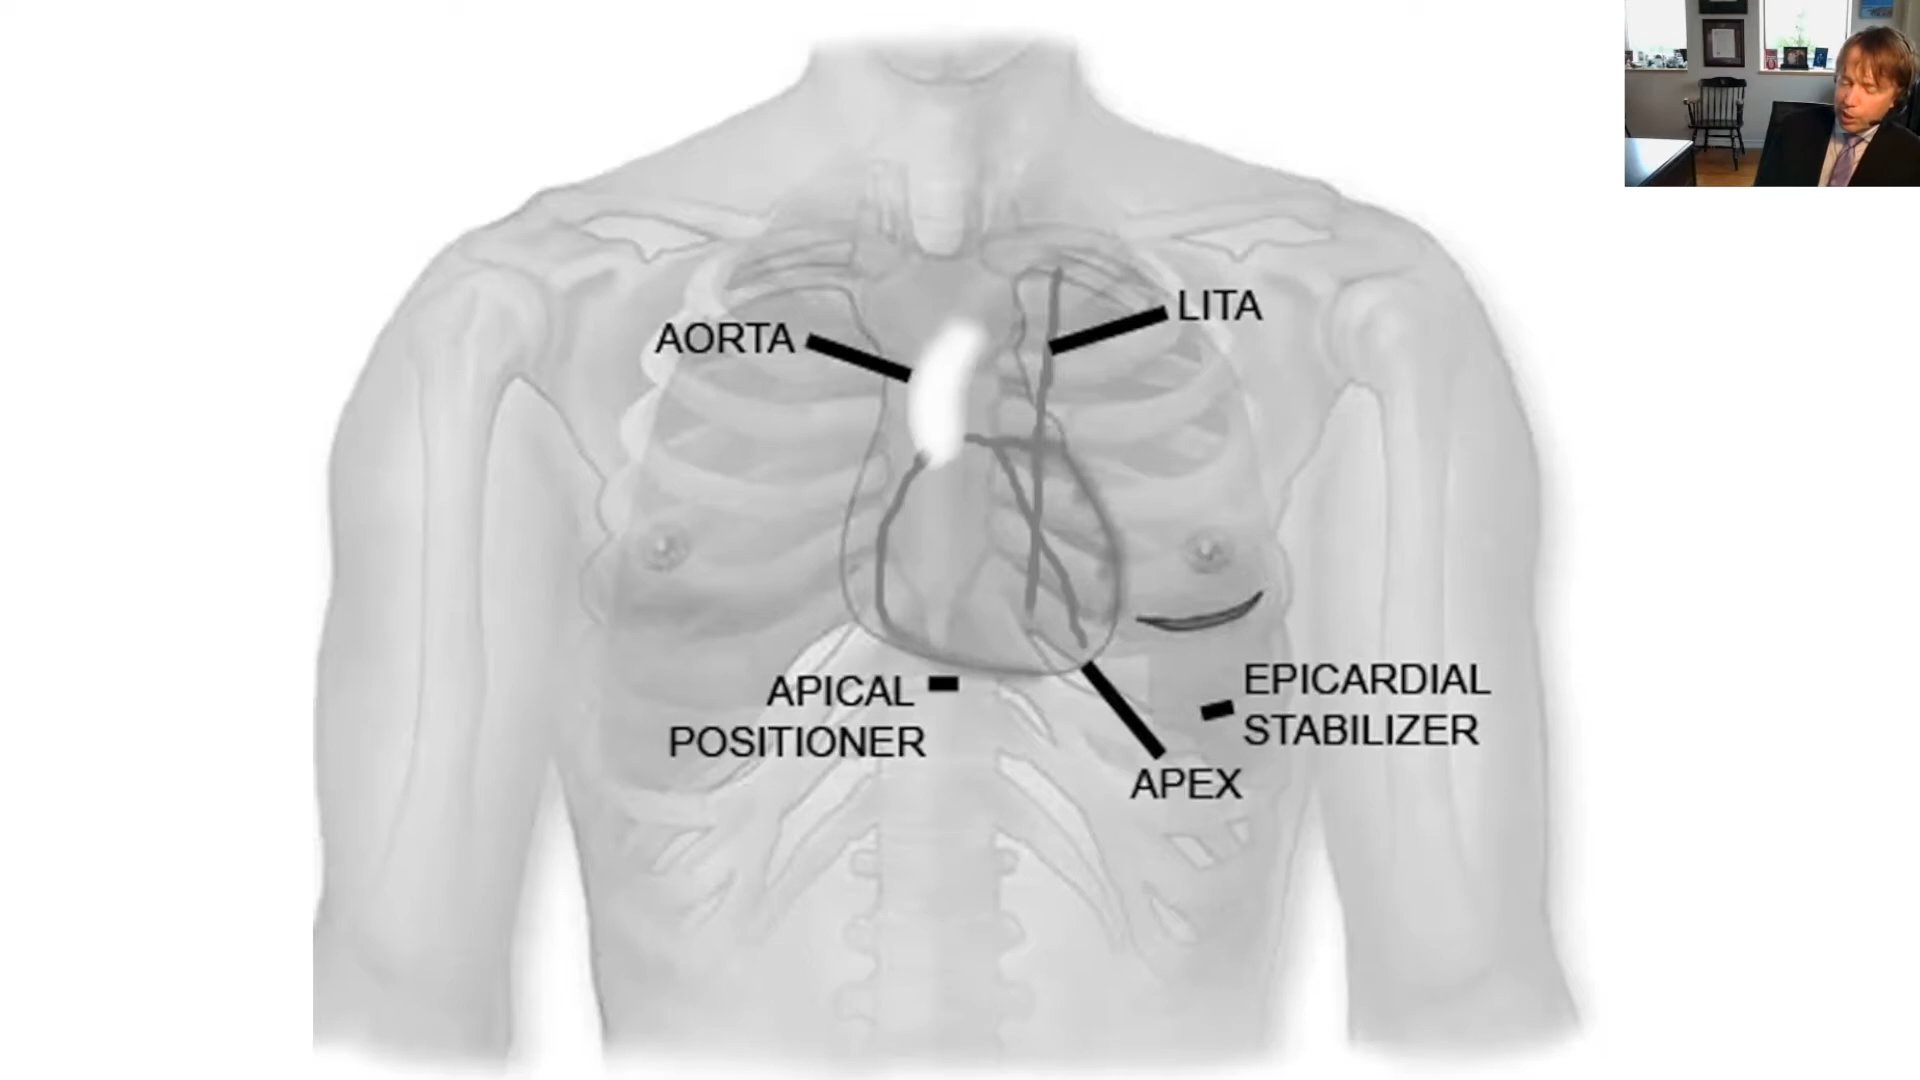 LITA
AORTA
EPICARDIAL
STABILIZER
APICAL
POSITIONER
APEX